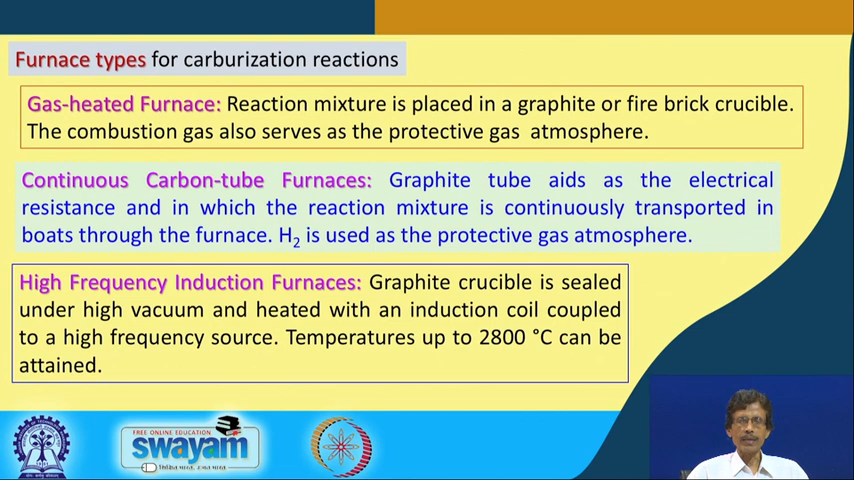 Furnace types for carburization reactions
Gas-heated Furnace: Reaction mixture is placed in a graphite or fire brick crucible.
The combustion gas also serves as the protective gas atmosphere.
Continuous Carbon-tube Furnaces: Graphite tube aids as the electrical
resistance and in which the reaction mixture is continuously transported in
boats through the furnace. H2 is used as the protective gas atmosphere.
High Frequency Induction Furnaces: Graphite crucible is sealed
under high vacuum and heated with an induction coil coupled
to a high frequency source. Temperatures up to 2800 °C can be
attained.
FREE ONLINE EDUCATION
swayam